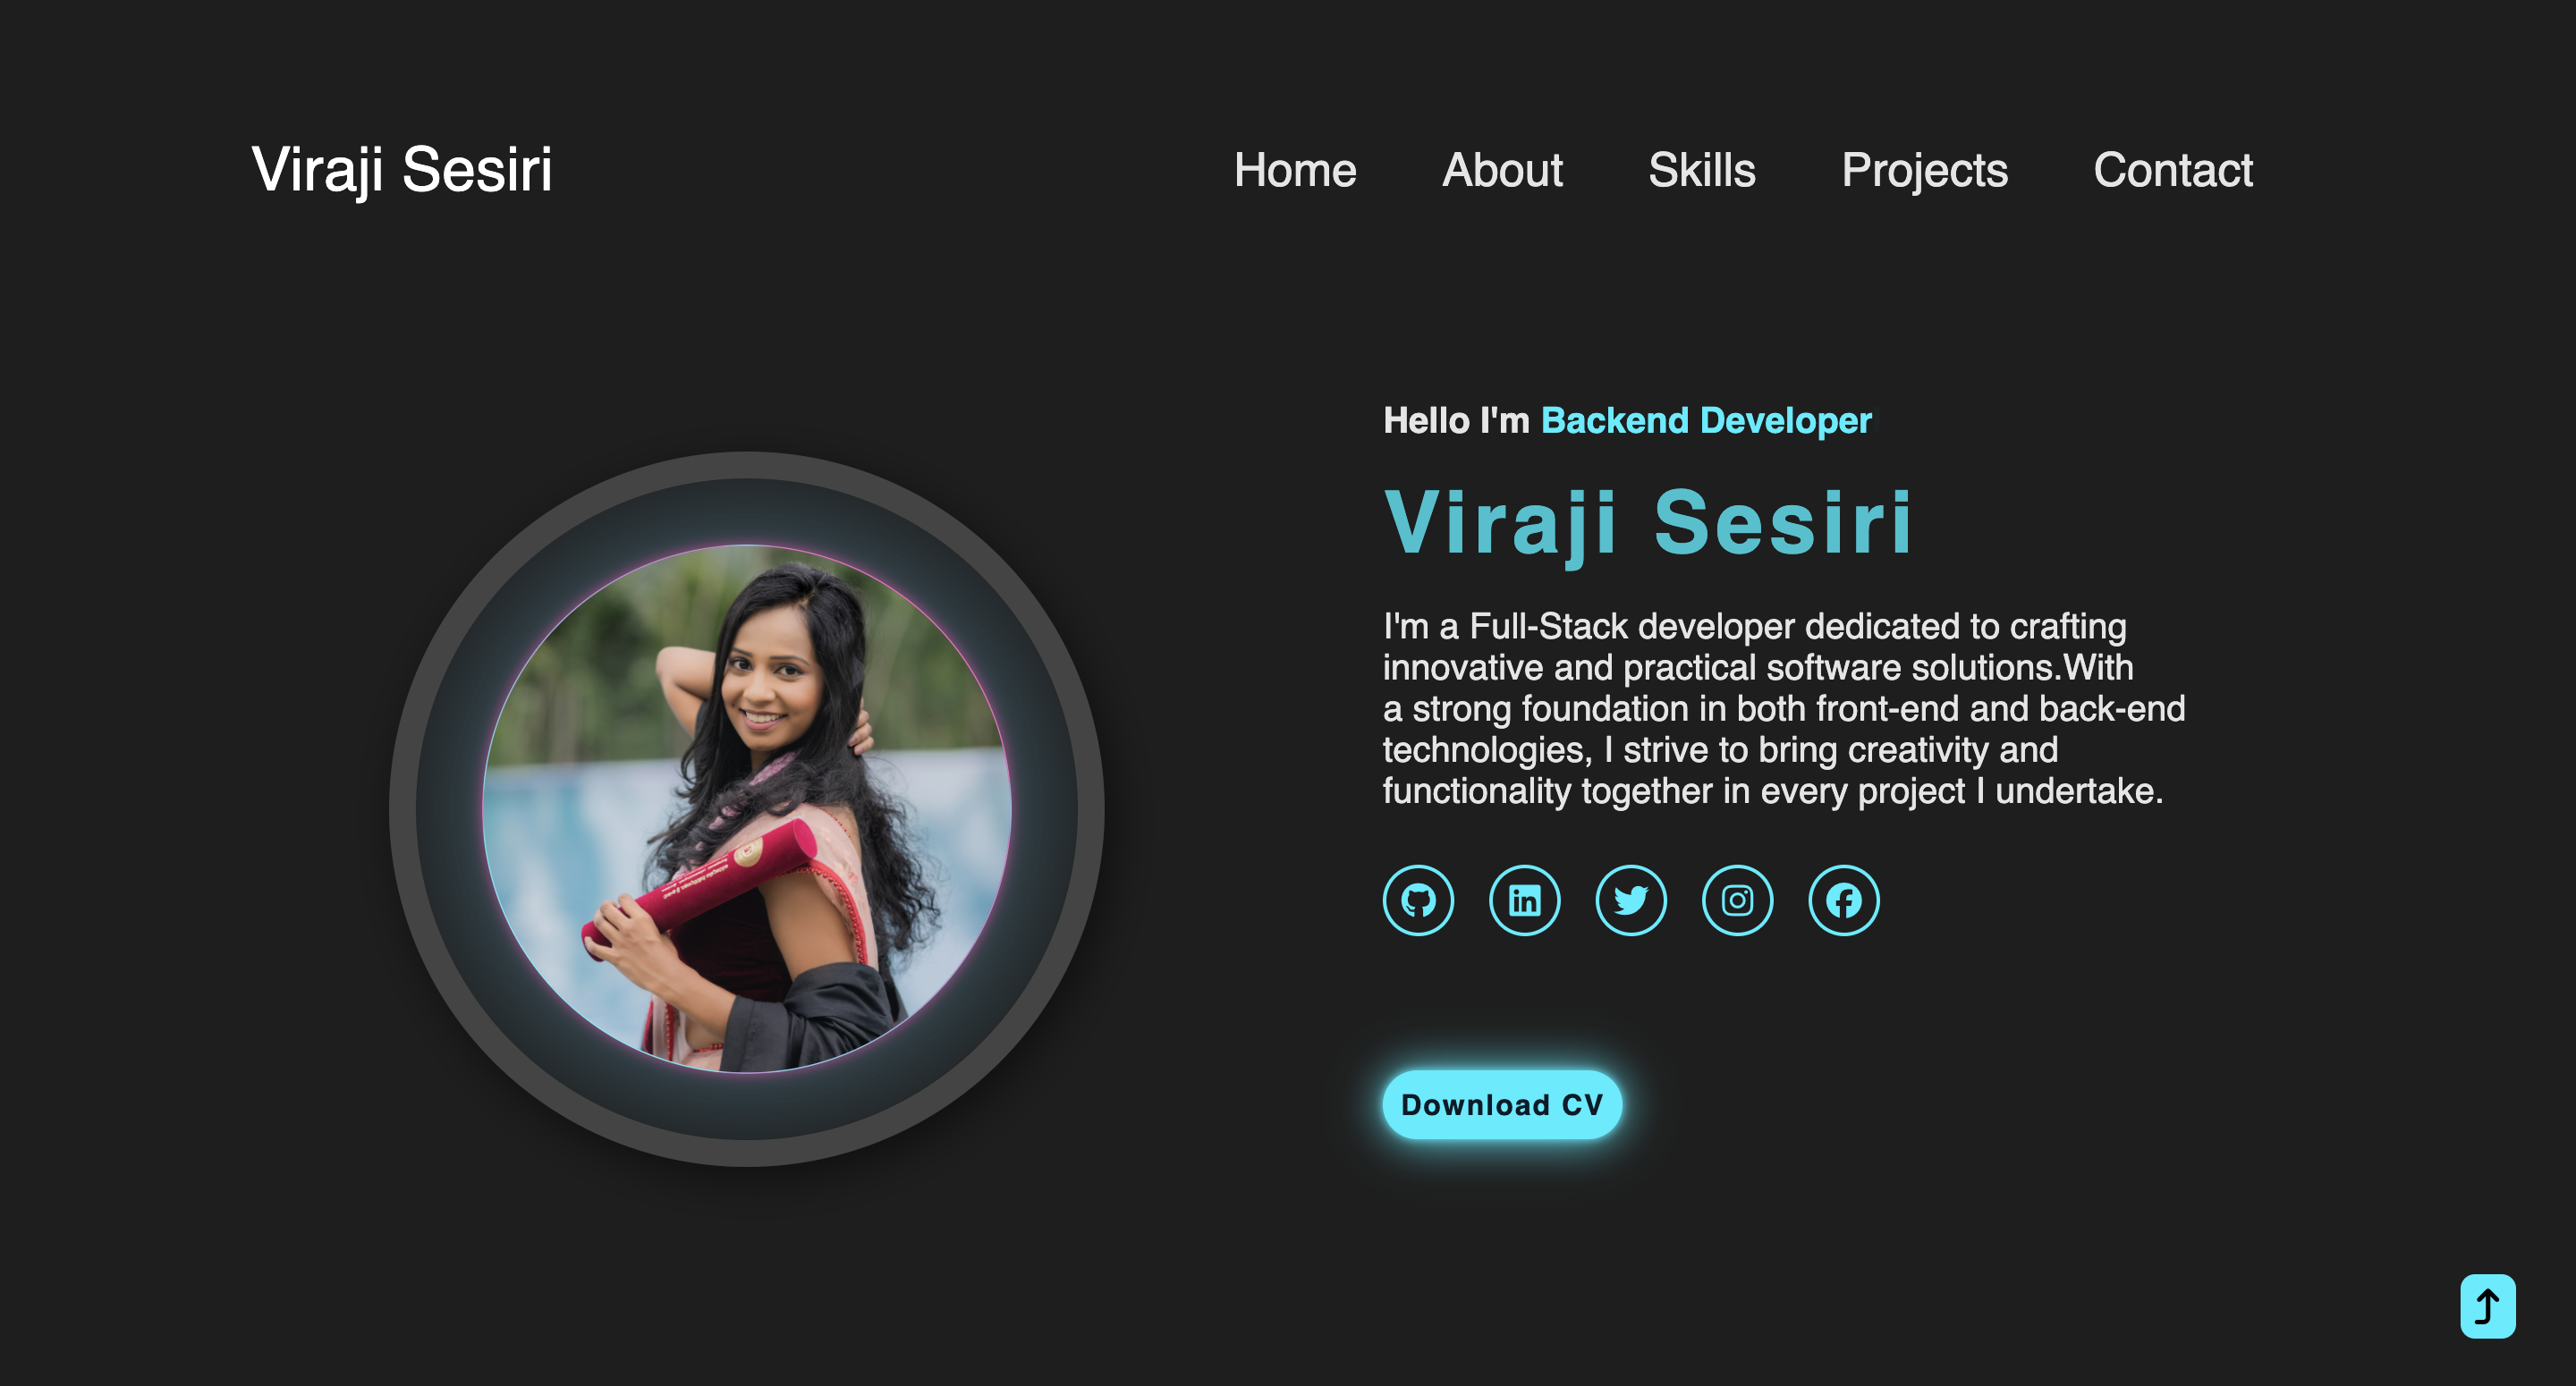 Viraji Sesiri
Home About Skills Projects Contact
Hello I'm Backend Developer
Viraji Sesiri
I'm a Full-Stack developer dedicated to crafting
innovative and practical software solutions.With
a strong foundation in both front-end and back-end
technologies, I strive to bring creativity and
functionality together in every project I undertake.
Download CV